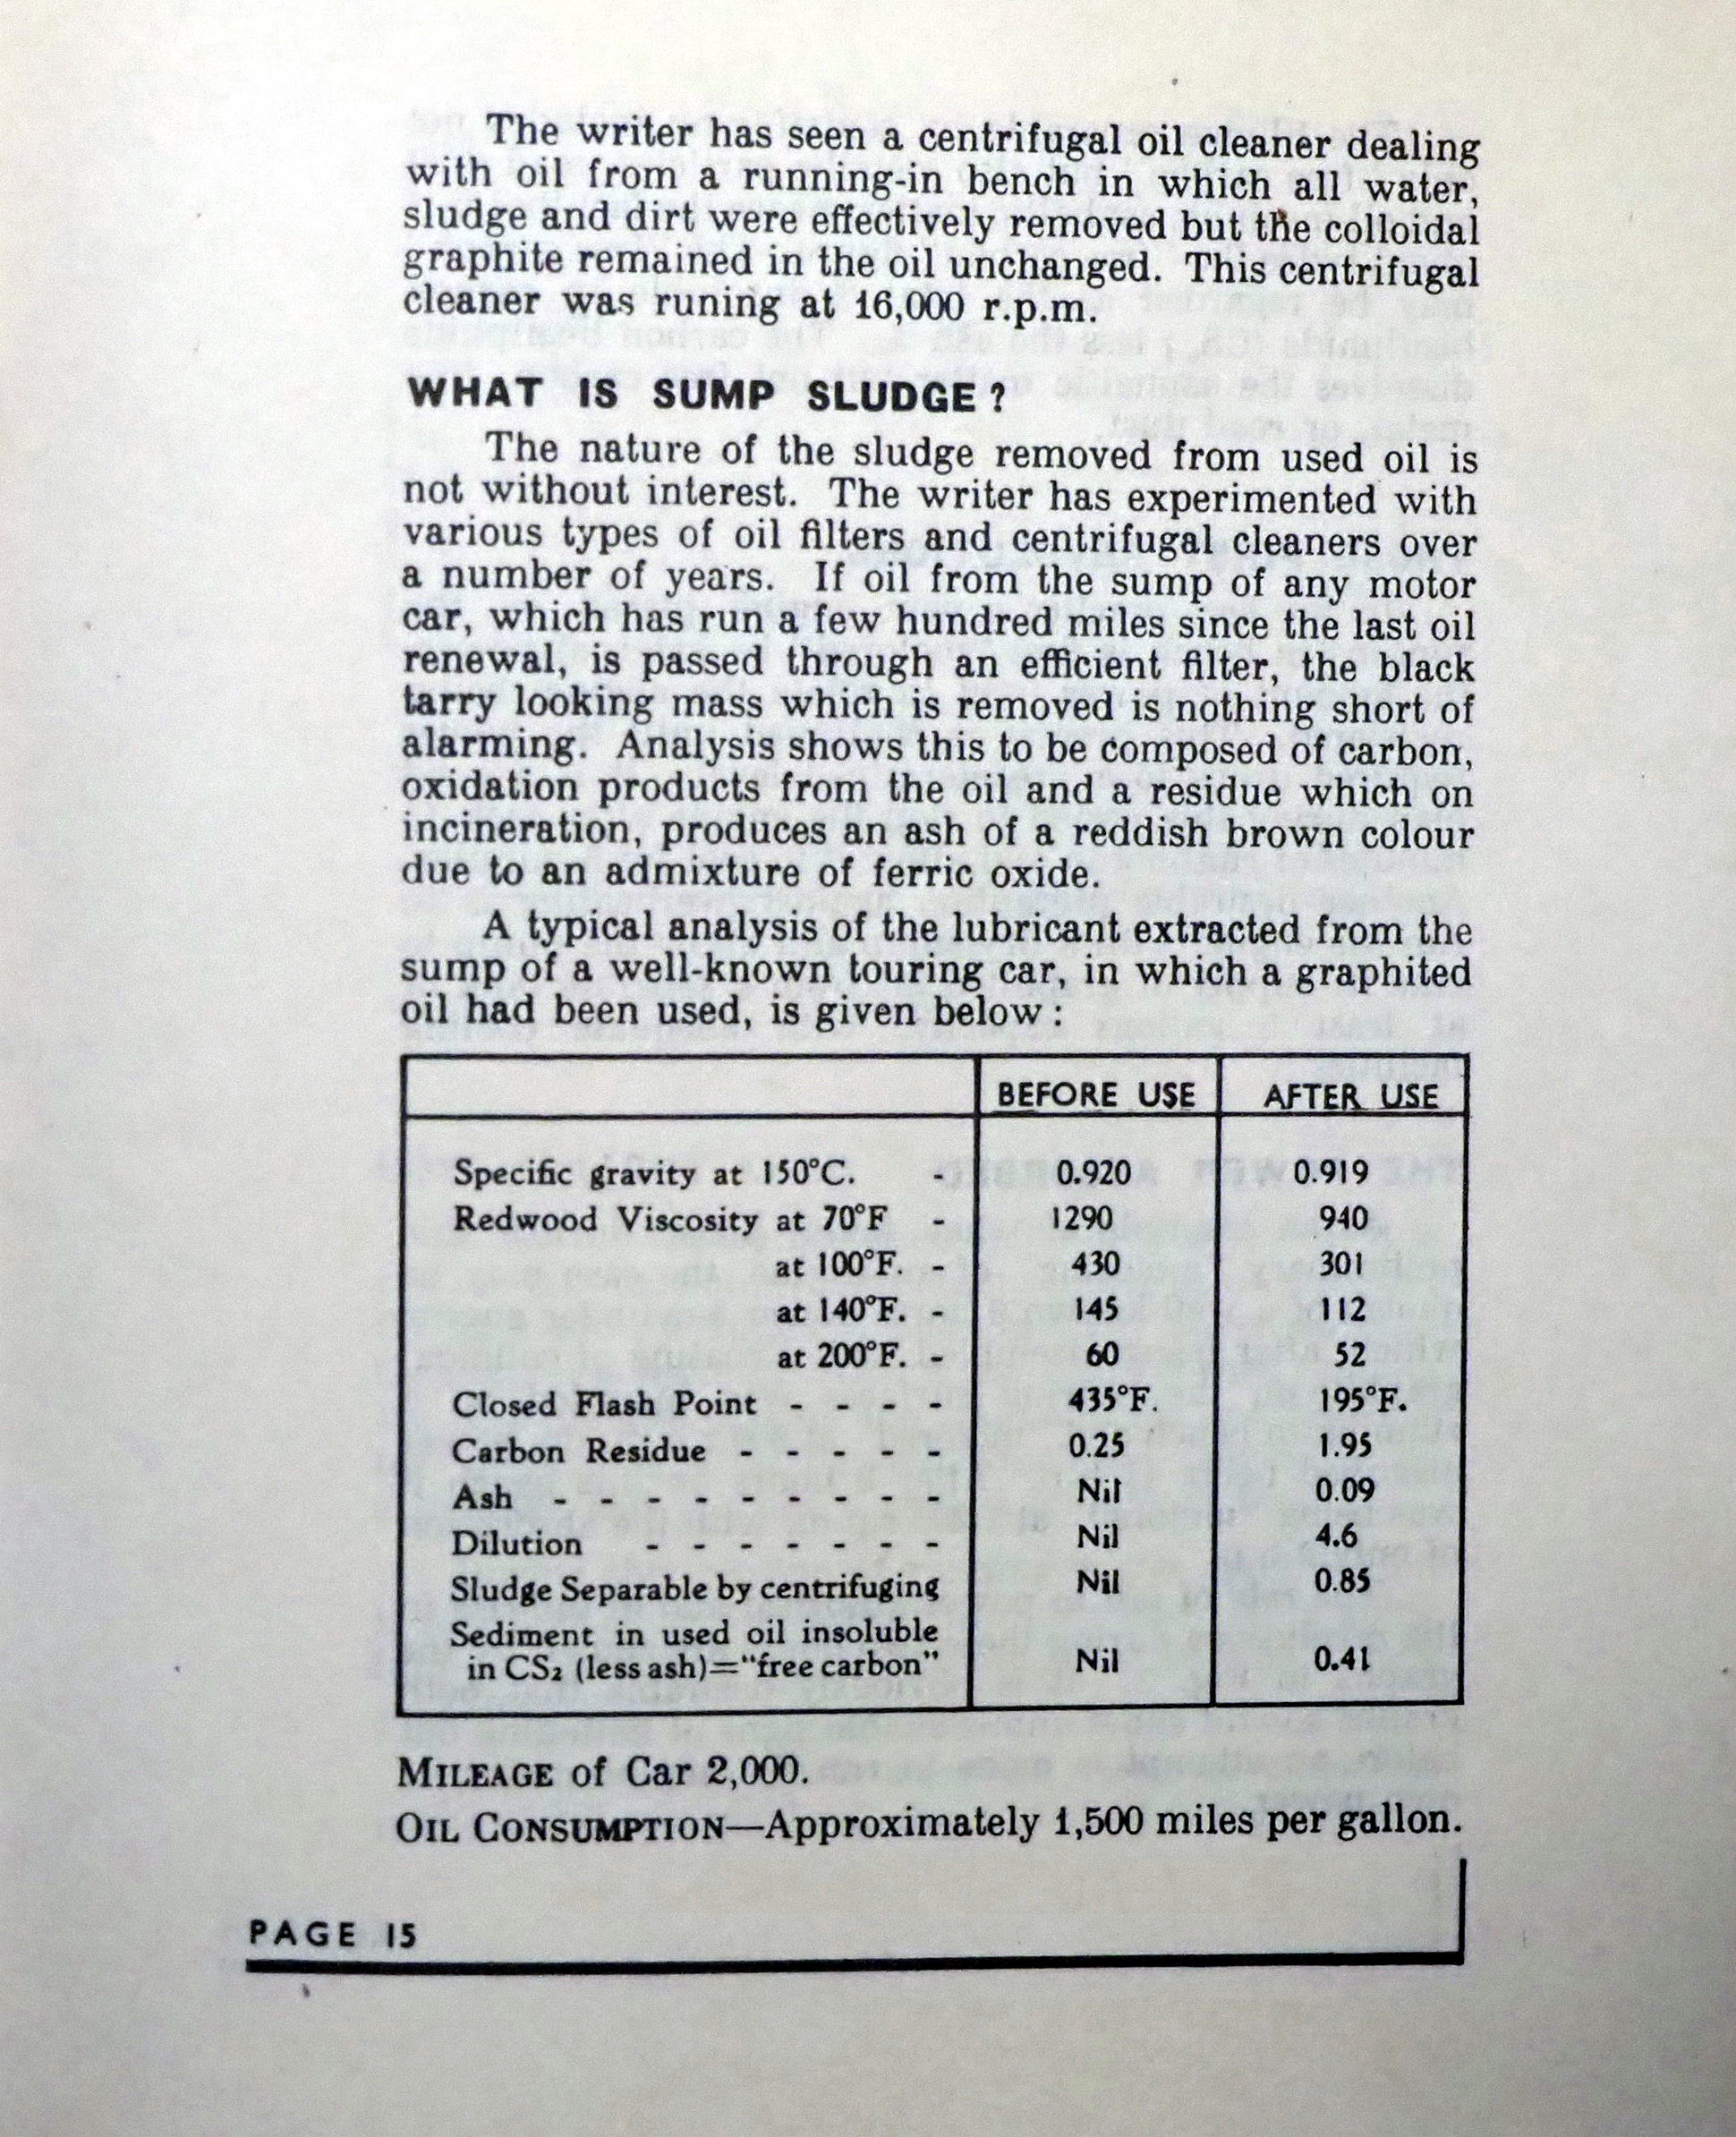 The writer has seen a centrifugal oil cleaner dealing
with oil from a running-in bench in which all water,
sludge and dirt were effectively removed but the colloidal
graphite remained in the oil unchanged. This centrifugal
cleaner was runing at 16,000 r.p.m.
WHAT IS SUMP SLUDGE?
The nature of the sludge removed from used oil is
not without interest. The writer has experimented with
various types of oil filters and centrifugal cleaners over
a number of years. If oil from the sump of any motor
car, which has run a few hundred miles since the last oil
renewal, is passed through an efficient filter, the black
tarry looking mass which is removed is nothing short of
alarming. Analysis shows this to be composed of carbon,
oxidation products from the oil and a residue which on
incineration, produces an ash of a reddish brown colour
due to an admixture of ferric oxide.
A typical analysis of the lubricant extracted from the
sump of a well-known touring car, in which a graphited
oil had been used, is given below:
BEFORE USE AFTER USE
Specific gravity at 150°C. - 0.920 0.919
Redwood Viscosity at 70°F - 1290 940
at 100°F. - 430 301
at 140°F. - 145 112
at 200°F. - 60 52
Closed Flash Point - - - - 435°F. 195°F.
Carbon Residue - - - - - 0.25 1.95
Ash - - - - - - - - - Nil 0.09
Dilution - - - - - - - Nil 4.6
Sludge Separable by centrifuging Nil 0.85
Sediment in used oil insoluble
in CS₂ (less ash)="free carbon" Nil 0.41
MILEAGE of Car 2,000.
OIL CONSUMPTION—Approximately 1,500 miles per gallon.
PAGE 15